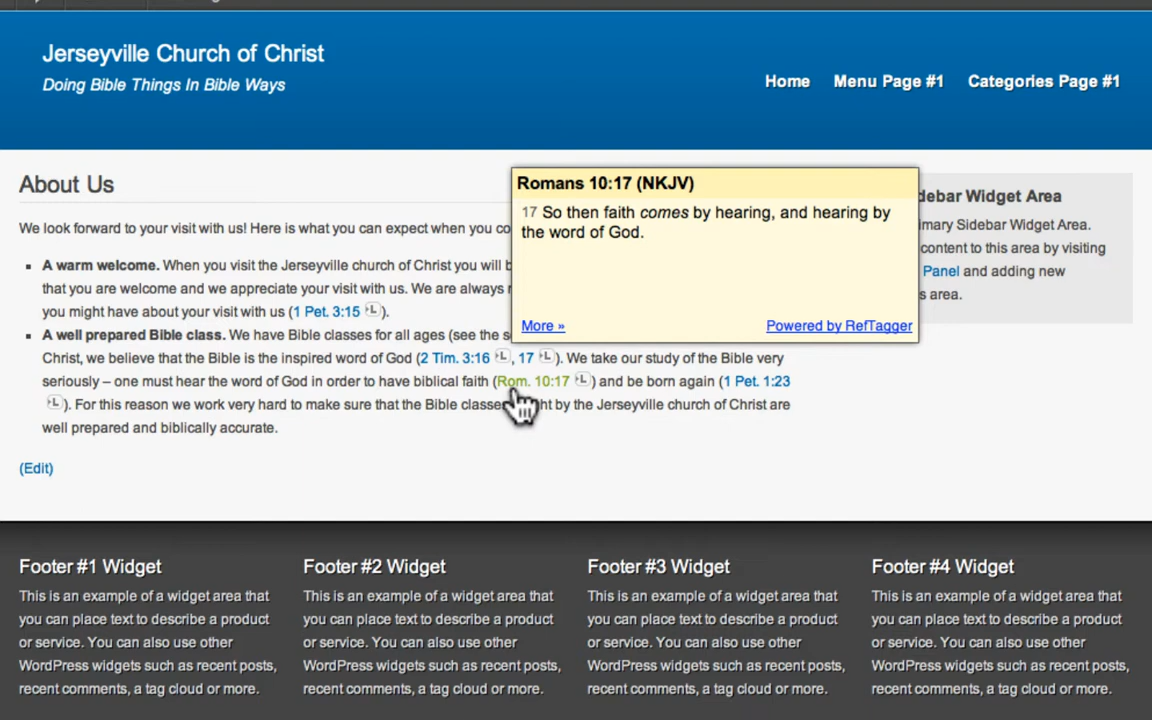 Jerseyville Church of Christ
Doing Bible Things In Bible Ways
Home Menu Page #1 Categories Page #1
About Us
We look forward to your visit with us! Here is what you can expect when you
A warm welcome. When you visit the Jerseyville church of Christ you will
that you are welcome and we appreciate your visit with us. We are always
you might have about your visit with us (1 Pet. 3:15 ).
A well prepared Bible class. We have Bible classes for all ages (see the
Christ, we believe that the Bible is the inspired word of God (2 Tim. 3:16 , 17 ). We take our study of the Bible very
seriously – one must hear the word of God in order to have biblical faith (Rom. 10:17 ) and be born again (1 Pet. 1:23
). For this reason we work very hard to make sure that the Bible classes by the Jerseyville church of Christ are
well prepared and biblically accurate.
(Edit)
Romans 10:17 (NKJV)
17 So then faith comes by hearing, and hearing by
the word of God.
More » Powered by RefTagger
debar Widget Area
imary Sidebar Widget Area.
content to this area by visiting
Panel and adding new
s area.
Footer #1 Widget
This is an example of a widget area that
you can place text to describe a product
or service. You can also use other
WordPress widgets such as recent posts,
recent comments, a tag cloud or more.
Footer #2 Widget
This is an example of a widget area that
you can place text to describe a product
or service. You can also use other
WordPress widgets such as recent posts,
recent comments, a tag cloud or more.
Footer #3 Widget
This is an example of a widget area that
you can place text to describe a product
or service. You can also use other
WordPress widgets such as recent posts,
recent comments, a tag cloud or more.
Footer #4 Widget
This is an example of a widget area that
you can place text to describe a product
or service. You can also use other
WordPress widgets such as recent posts,
recent comments, a tag cloud or more.